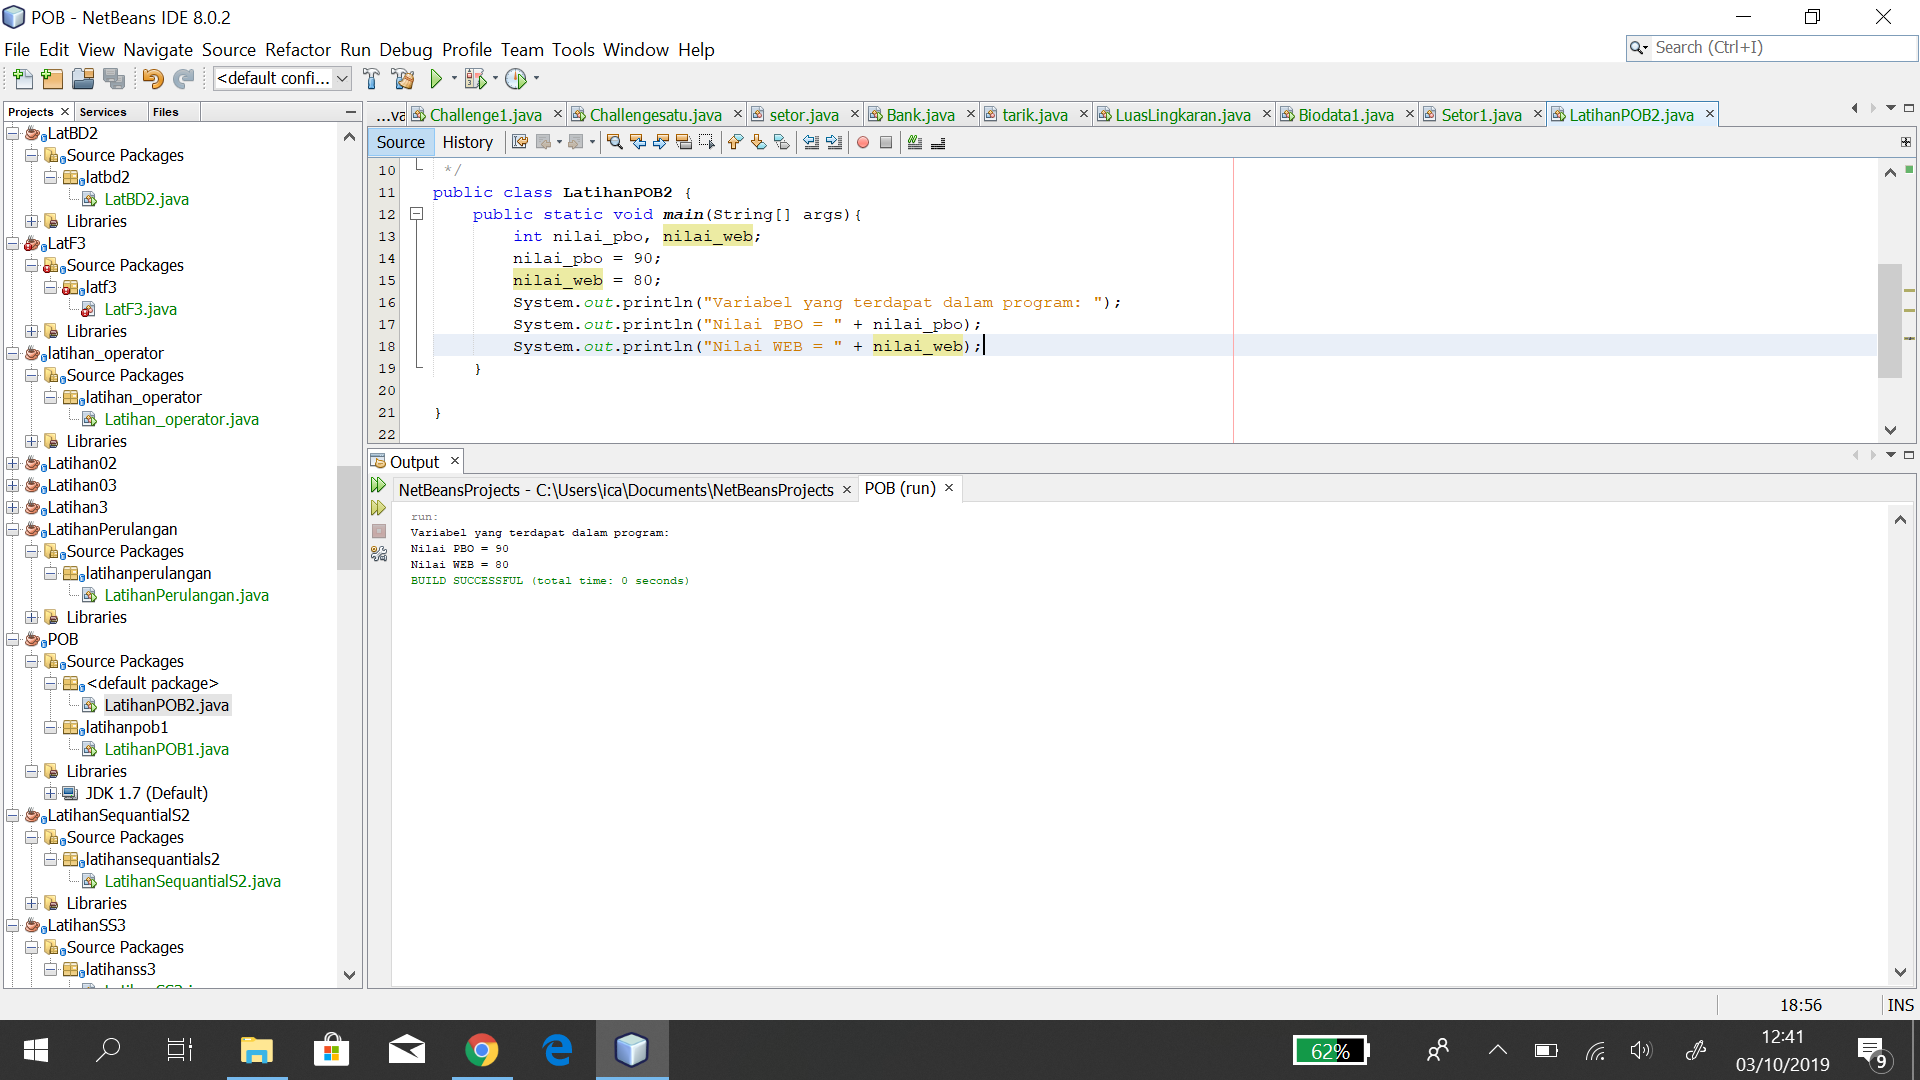 POB - NetBeans IDE 8.0.2
File Edit View Navigate Source Refactor Run Debug Profile Team Tools Window Help
Search (Ctrl+I)
<default confi...
Projects Services Files
LatBD2
Source Packages
latbd2
LatBD2.java
Libraries
LatF3
Source Packages
latf3
LatF3.java
Libraries
latihan_operator
Source Packages
latihan_operator
Latihan_operator.java
Libraries
Latihan02
Latihan03
Latihan3
LatihanPerulangan
Source Packages
latihanperulangan
LatihanPerulangan.java
Libraries
POB
Source Packages
<default package>
LatihanPOB2.java
latihanpob1
LatihanPOB1.java
Libraries
JDK 1.7 (Default)
LatihanSequantialS2
Source Packages
latihansequantials2
LatihanSequantialS2.java
Libraries
LatihanSS3
Source Packages
latihanss3
...va Challenge1.java Challengesatu.java setor.java Bank.java tarik.java LuasLingkaran.java Biodata1.java Setor1.java LatihanPOB2.java
Source History
10 */
11 public class LatihanPOB2 {
12 public static void main(String[] args){
13 int nilai_pbo, nilai_web;
14 nilai_pbo = 90;
15 nilai_web = 80;
16 System.out.println("Variabel yang terdapat dalam program: ");
17 System.out.println("Nilai PBO = " + nilai_pbo);
18 System.out.println("Nilai WEB = " + nilai_web);
19 }
20
21 }
22
Output
NetBeansProjects - C:\Users\ica\Documents\NetBeansProjects POB (run)
run:
Variabel yang terdapat dalam program:
Nilai PBO = 90
Nilai WEB = 80
BUILD SUCCESSFUL (total time: 0 seconds)
18:56 INS
62%
12:41
03/10/2019
9